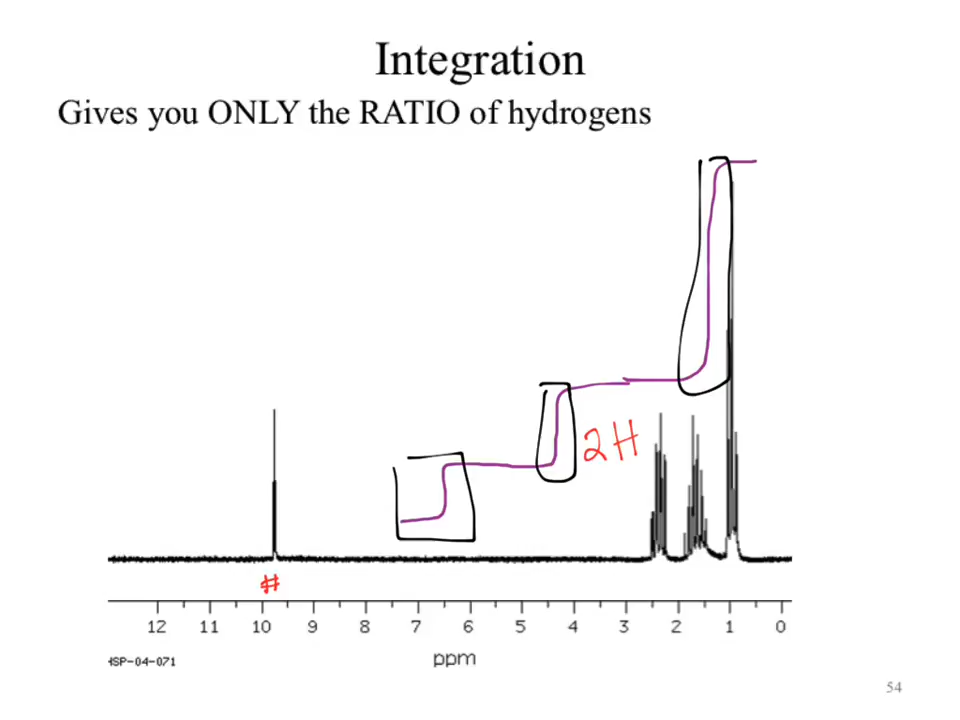 Integration
Gives you ONLY the RATIO of hydrogens
2H
#
12 11 10 9 8 7 6 5 4 3 2 1 0
HSP-04-071
ppm
54